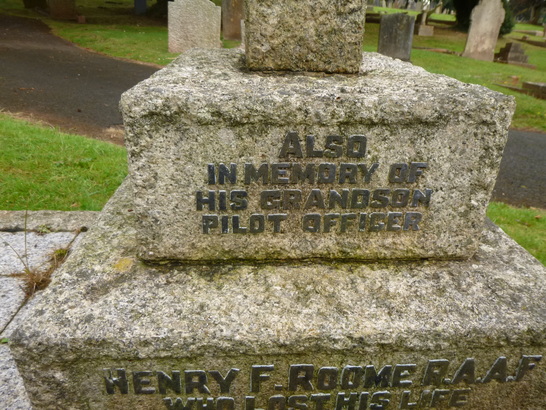 ALSO
IN MEMORY OF
HIS GRANDSON
PILOT. OFFICER
HENRY F. ROOME R.A.A.F
WHO LOST HIS LIFE